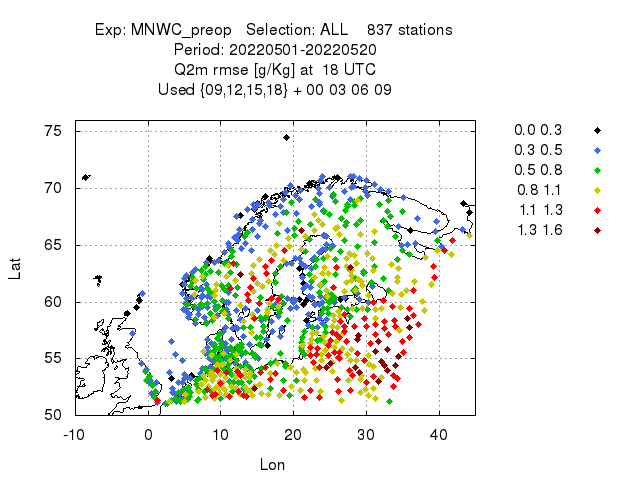 Exp: MNWC_preop   Selection: ALL    837 stations
Period: 20220501-20220520
Q2m rmse [g/Kg] at  18 UTC
Used {09,12,15,18} + 00 03 06 09
75
70
65
60
55
50
-10 0 10 20 30 40
Lat
Lon
0.0 0.3
0.3 0.5
0.5 0.8
0.8 1.1
1.1 1.3
1.3 1.6